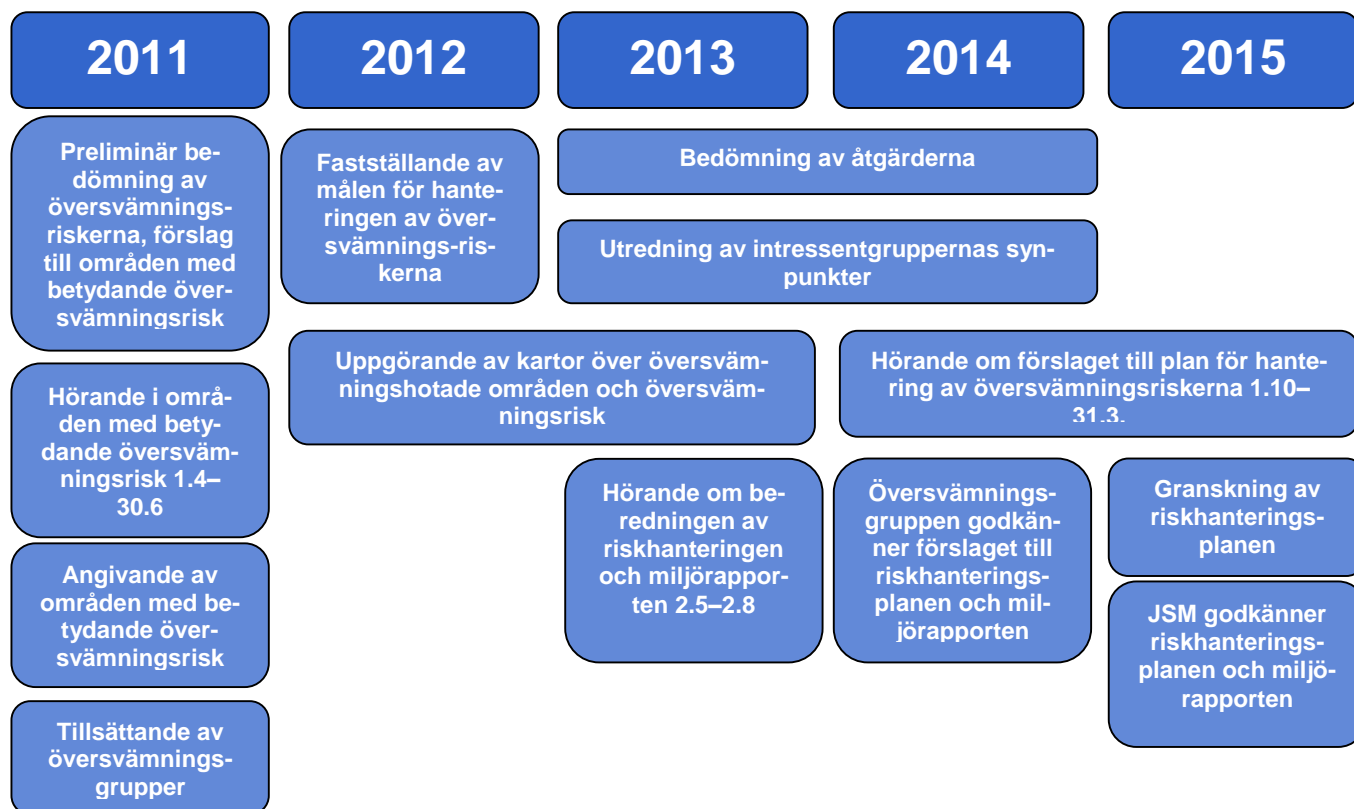 2011
2012
2013
2014
2015
Preliminär be-
dömning av
översvämnings-
riskerna, förslag
till områden med
betydande över-
svämningsrisk
Hörande i områ-
den med bety-
dande översväm-
ningsrisk 1.4–
30.6
Angivande av
områden med be-
tydande över-
svämningsrisk
Tillsättande av
översvämnings-
grupper
Fastställande av
målen för hante-
ringen av över-
svämnings-ris-
kerna
Bedömning av åtgärderna
Utredning av intressentgruppernas syn-
punkter
Uppgörande av kartor över översväm-
ningshotade områden och översväm-
ningsrisk
Hörande om förslaget till plan för hante-
ring av översvämningsriskerna 1.10–
31.3.
Hörande om be-
redningen av
riskhanteringen
och miljörappor-
ten 2.5–2.8
Översvämnings-
gruppen godkän-
ner förslaget till
riskhanterings-
planen och mil-
jörapporten
Granskning av
riskhanterings-
planen
JSM godkänner
riskhanterings-
planen och miljö-
rapporten